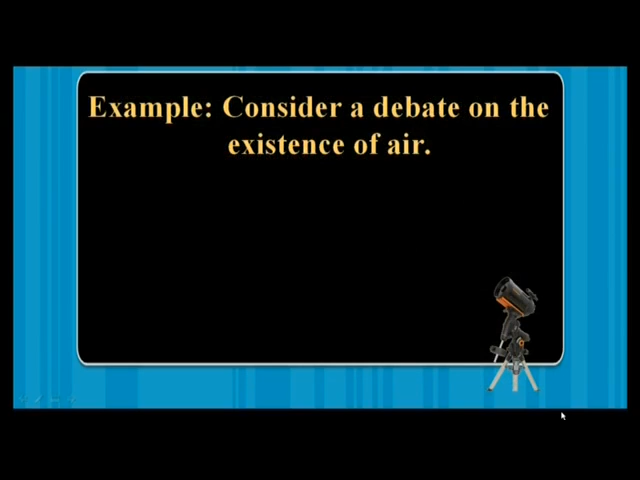 Example: Consider a debate on the
existence of air.